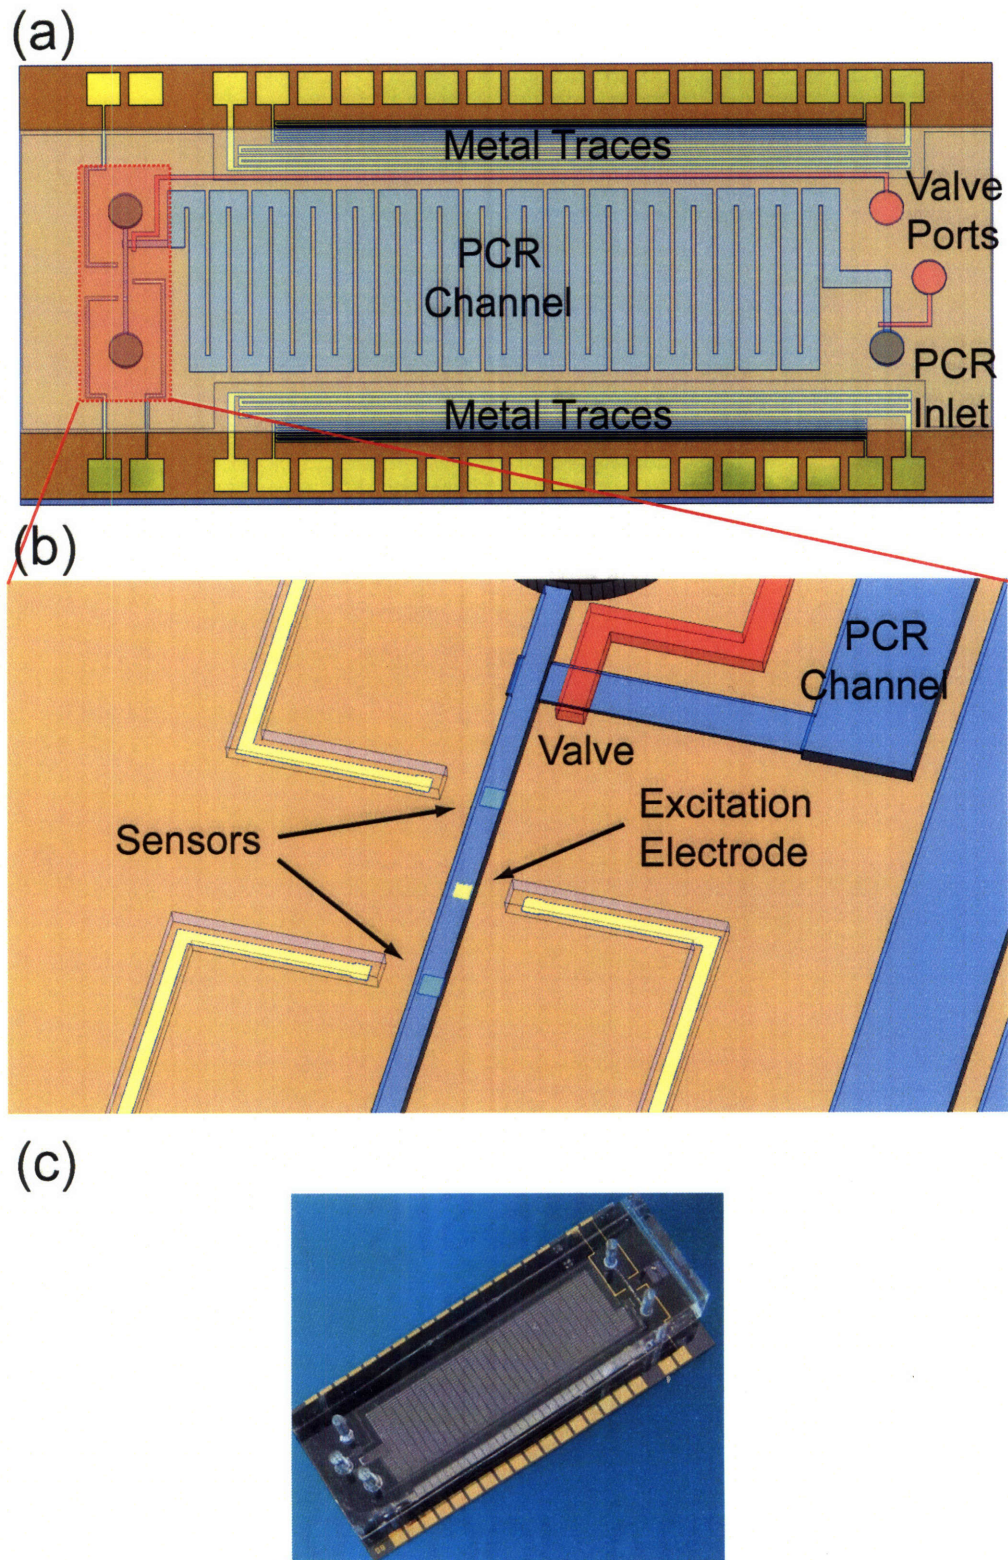 (a)
Metal Traces
Valve
Ports
PCR
Channel
PCR
Inlet
Metal Traces
(b)
PCR
Channel
Valve
Sensors
Excitation
Electrode
(c)